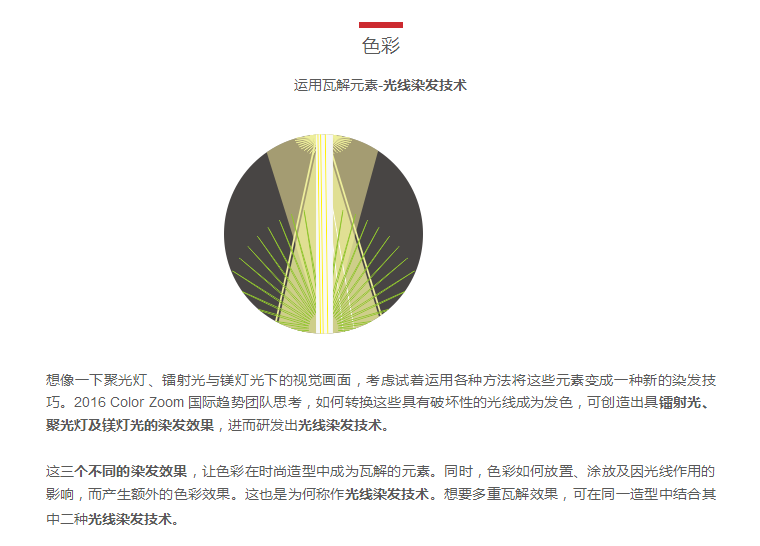 色彩
运用瓦解元素-光线染发技术
想像一下聚光灯、镭射光与镁灯光下的视觉画面，考虑试着运用各种方法将这些元素变成一种新的染发技
巧。2016 Color Zoom 国际趋势团队思考，如何转换这些具有破坏性的光线成为发色，可创造出具镭射光、
聚光灯及镁灯光的染发效果，进而研发出光线染发技术。
这三个不同的染发效果，让色彩在时尚造型中成为瓦解的元素。同时，色彩如何放置、涂放及因光线作用的
影响，而产生额外的色彩效果。这也是为何称作光线染发技术。想要多重瓦解效果，可在同一造型中结合其
中二种光线染发技术。